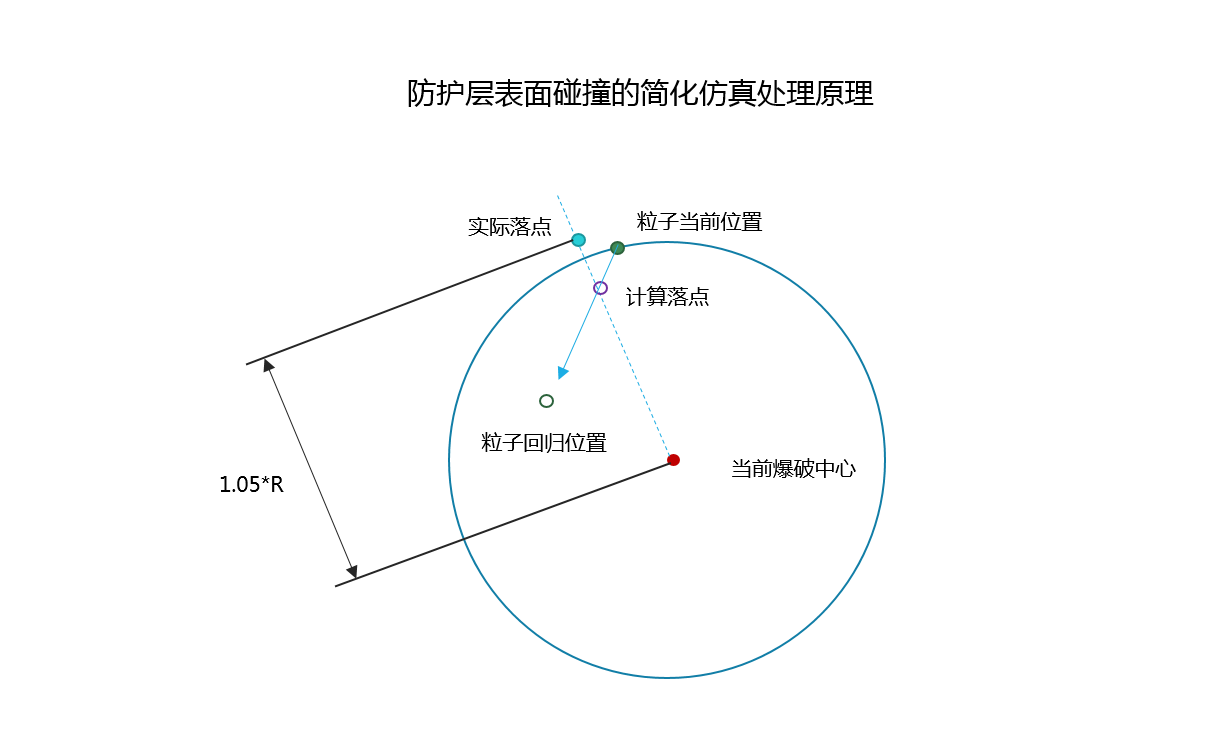 防护层表面碰撞的简化仿真处理原理
实际落点
粒子当前位置
计算落点
粒子回归位置
当前爆破中心
1.05*R